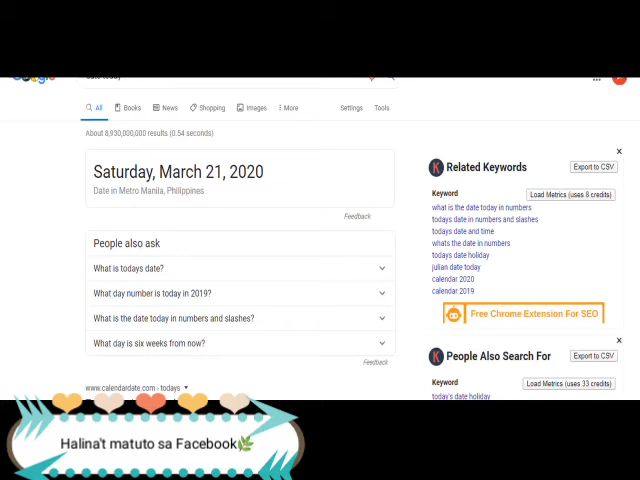 All
Books
News
Shopping
Images
More
Settings
Tools
About 8,930,000,000 results (0.54 seconds)
Saturday, March 21, 2020
Date in Metro Manila, Philippines
Feedback
People also ask
What is todays date?
What day number is today in 2019?
What is the date today in numbers and slashes?
What day is six weeks from now?
Feedback
www.calendardate.com › todays
Related Keywords
Export to CSV
Keyword
Load Metrics (uses 8 credits)
what is the date today in numbers
todays date in numbers and slashes
todays date and time
whats the date in numbers
todays date holiday
julian date today
calendar 2020
calendar 2019
Free Chrome Extension For SEO
People Also Search For
Export to CSV
Keyword
Load Metrics (uses 33 credits)
today's date holiday
Halina't matuto sa Facebook